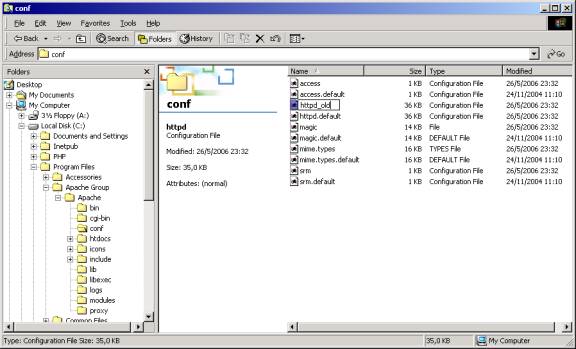 conf
File Edit View Favorites Tools Help
Back Search Folders History
Address conf Go
Folders
Desktop
My Documents
My Computer
3½ Floppy (A:)
Local Disk (C:)
Documents and Settings
Inetpub
PHP
Program Files
Accessories
Apache Group
Apache
bin
cgi-bin
conf
htdocs
icons
include
lib
libexec
logs
modules
proxy
Common Files
conf
httpd
Configuration File
Modified: 26/5/2006 23:32
Size: 35,0 KB
Attributes: (normal)
Name Size Type Modified
access 1 KB Configuration File 26/5/2006 23:32
access.default 1 KB Configuration File 24/11/2004 11:10
httpd_old 36 KB Configuration File 26/5/2006 23:32
httpd.default 36 KB Configuration File 26/5/2006 23:32
magic 14 KB File 26/5/2006 23:32
magic.default 14 KB DEFAULT File 24/11/2004 11:10
mime.types 16 KB TYPES File 26/5/2006 23:32
mime.types.default 16 KB DEFAULT File 24/11/2004 11:10
srm 1 KB Configuration File 26/5/2006 23:32
srm.default 1 KB Configuration File 24/11/2004 11:10
Type: Configuration File Size: 35,0 KB 35,0 KB My Computer